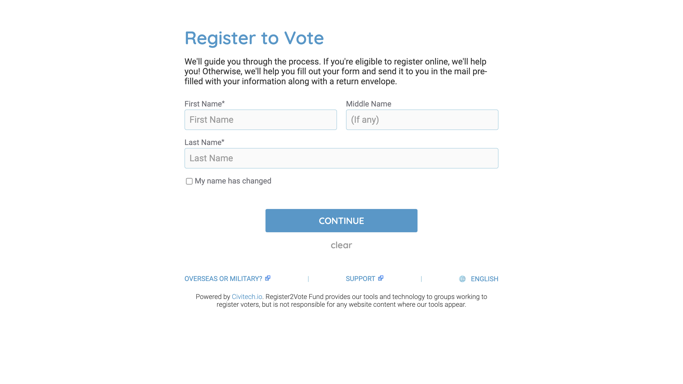 Register to Vote
We'll guide you through the process. If you're eligible to register online, we'll help
you! Otherwise, we'll help you fill out your form and send it to you in the mail pre-
filled with your information along with a return envelope.
First Name*
Middle Name
First Name
(If any)
Last Name*
Last Name
My name has changed
CONTINUE
clear
OVERSEAS OR MILITARY? | SUPPORT | ENGLISH
Powered by Civitech.io. Register2Vote Fund provides our tools and technology to groups working to
register voters, but is not responsible for any website content where our tools appear.